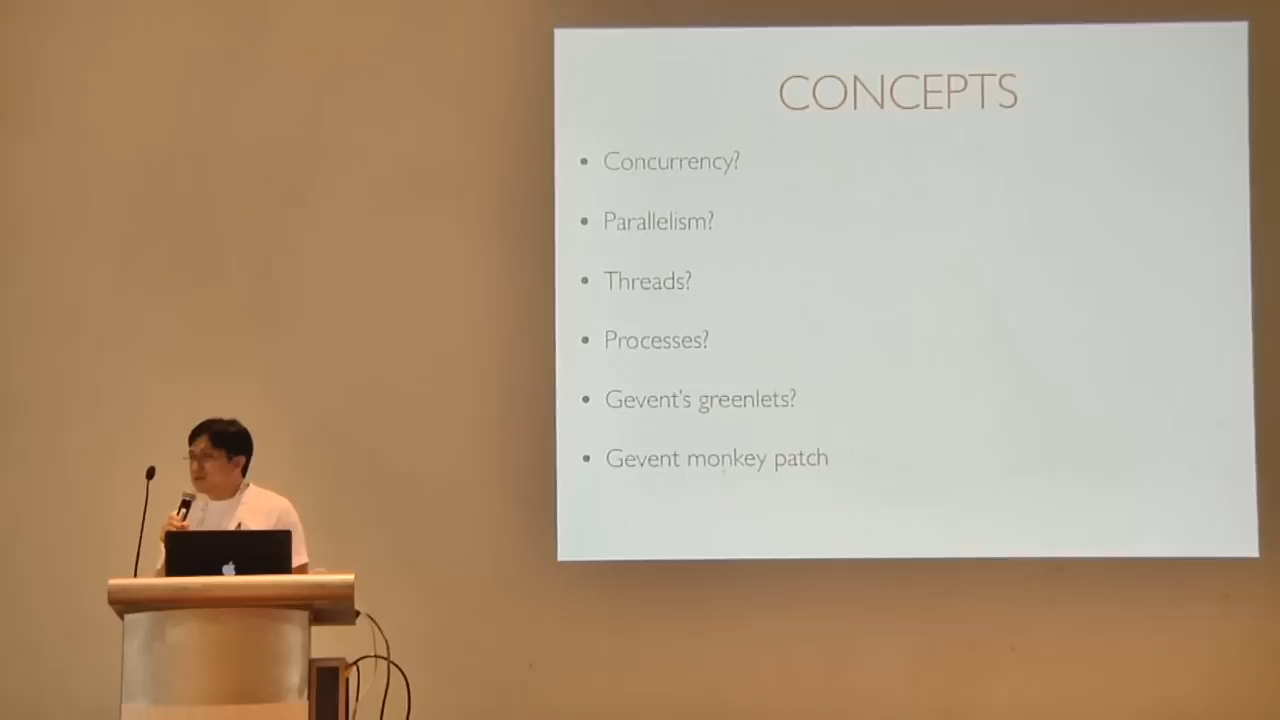 CONCEPTS
• Concurrency?
• Parallelism?
• Threads?
• Processes?
• Gevent's greenlets?
• Gevent monkey patch